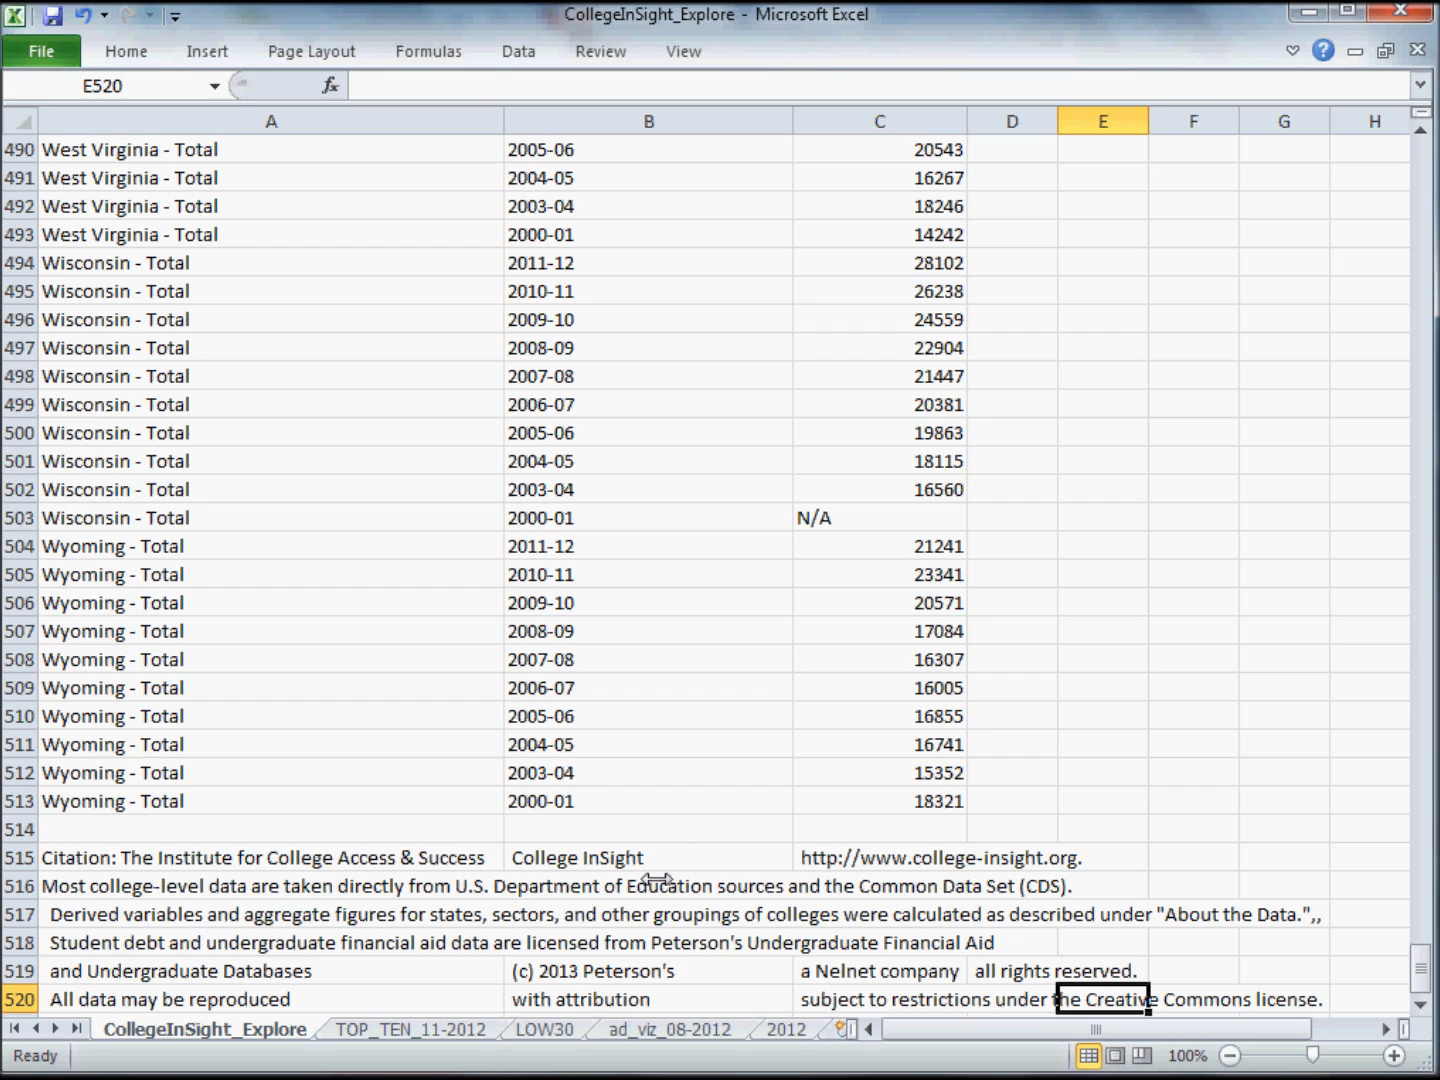 CollegeInSight_Explore - Microsoft Excel
File Home Insert Page Layout Formulas Data Review View
E520 fx
A B C D E F G H
490 West Virginia - Total 2005-06 20543
491 West Virginia - Total 2004-05 16267
492 West Virginia - Total 2003-04 18246
493 West Virginia - Total 2000-01 14242
494 Wisconsin - Total 2011-12 28102
495 Wisconsin - Total 2010-11 26238
496 Wisconsin - Total 2009-10 24559
497 Wisconsin - Total 2008-09 22904
498 Wisconsin - Total 2007-08 21447
499 Wisconsin - Total 2006-07 20381
500 Wisconsin - Total 2005-06 19863
501 Wisconsin - Total 2004-05 18115
502 Wisconsin - Total 2003-04 16560
503 Wisconsin - Total 2000-01 N/A
504 Wyoming - Total 2011-12 21241
505 Wyoming - Total 2010-11 23341
506 Wyoming - Total 2009-10 20571
507 Wyoming - Total 2008-09 17084
508 Wyoming - Total 2007-08 16307
509 Wyoming - Total 2006-07 16005
510 Wyoming - Total 2005-06 16855
511 Wyoming - Total 2004-05 16741
512 Wyoming - Total 2003-04 15352
513 Wyoming - Total 2000-01 18321
514
515 Citation: The Institute for College Access & Success College InSight http://www.college-insight.org.
516 Most college-level data are taken directly from U.S. Department of Education sources and the Common Data Set (CDS).
517 Derived variables and aggregate figures for states, sectors, and other groupings of colleges were calculated as described under "About the Data.",,
518 Student debt and undergraduate financial aid data are licensed from Peterson's Undergraduate Financial Aid
519 and Undergraduate Databases (c) 2013 Peterson's a Nelnet company all rights reserved.
520 All data may be reproduced with attribution subject to restrictions under the Creative Commons license.
CollegeInSight_Explore TOP_TEN_11-2012 LOW30 ad_viz_08-2012 2012
Ready 100%